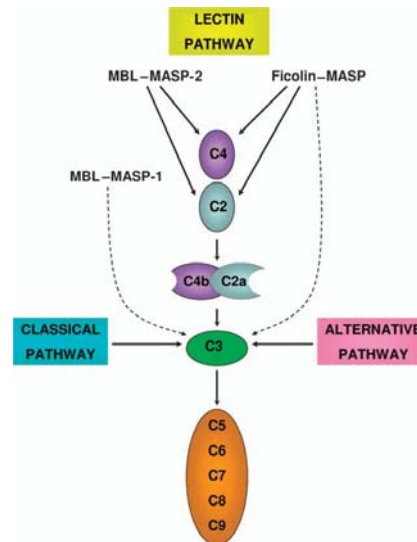 LECTIN
PATHWAY
MBL–MASP-2
Ficolin–MASP
C4
MBL–MASP-1
C2
C4b
C2a
CLASSICAL
PATHWAY
C3
ALTERNATIVE
PATHWAY
C5
C6
C7
C8
C9